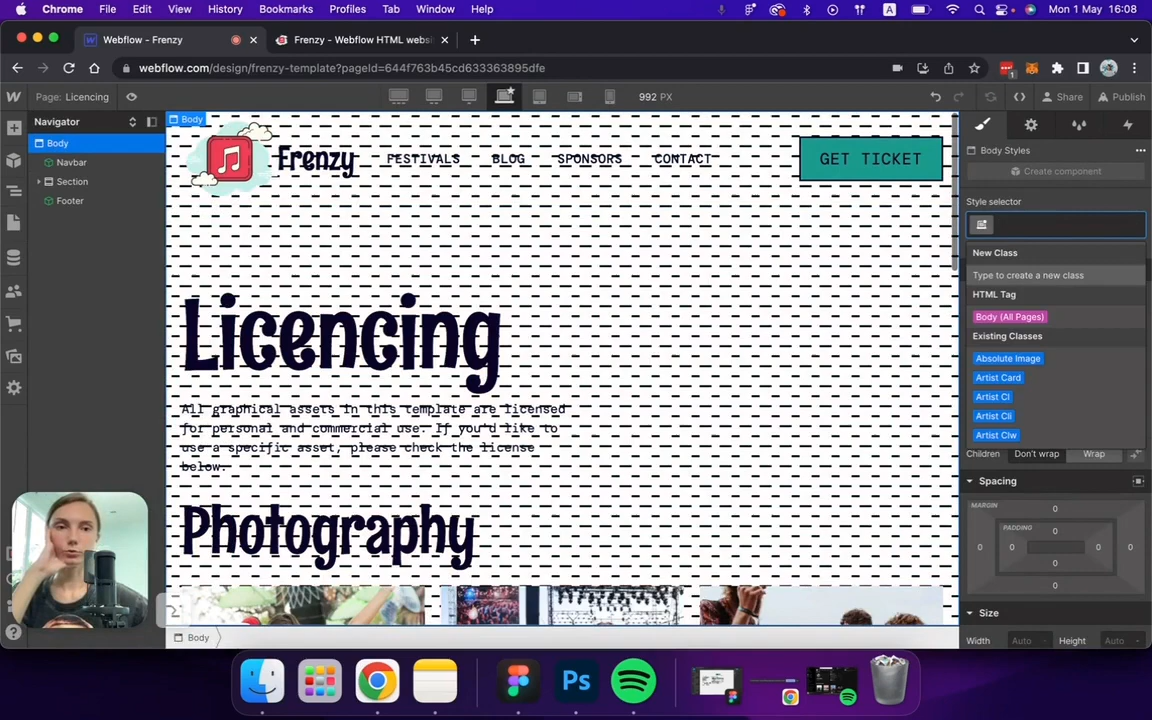 Chrome File Edit View History Bookmarks Profiles Tab Window Help
A
Mon 1 May 16:08
Webflow - Frenzy
Frenzy - Webflow HTML websi
webflow.com/design/frenzy-template?pageId=644f763b45cd633363895dfe
1
Page: Licencing
992 PX
Share
Publish
Navigator
Body
Navbar
Section
Footer
Body
Frenzy
FESTIVALS
BLOG
SPONSORS
CONTACT
GET TICKET
Licencing
All graphical assets in this template are licensed
for personal and commercial use. If you'd like to
use a specific asset, please check the license
below.
Photography
2
Body
Body Styles
Create component
Style selector
New Class
Type to create a new class
HTML Tag
Body (All Pages)
Existing Classes
Absolute Image
Artist Card
Artist Cl
Artist Cli
Artist Clw
Children Don't wrap Wrap
Spacing
MARGIN
0
PADDING
0
0 0 0 0
0
0
Size
Width Auto Height Auto
Ps